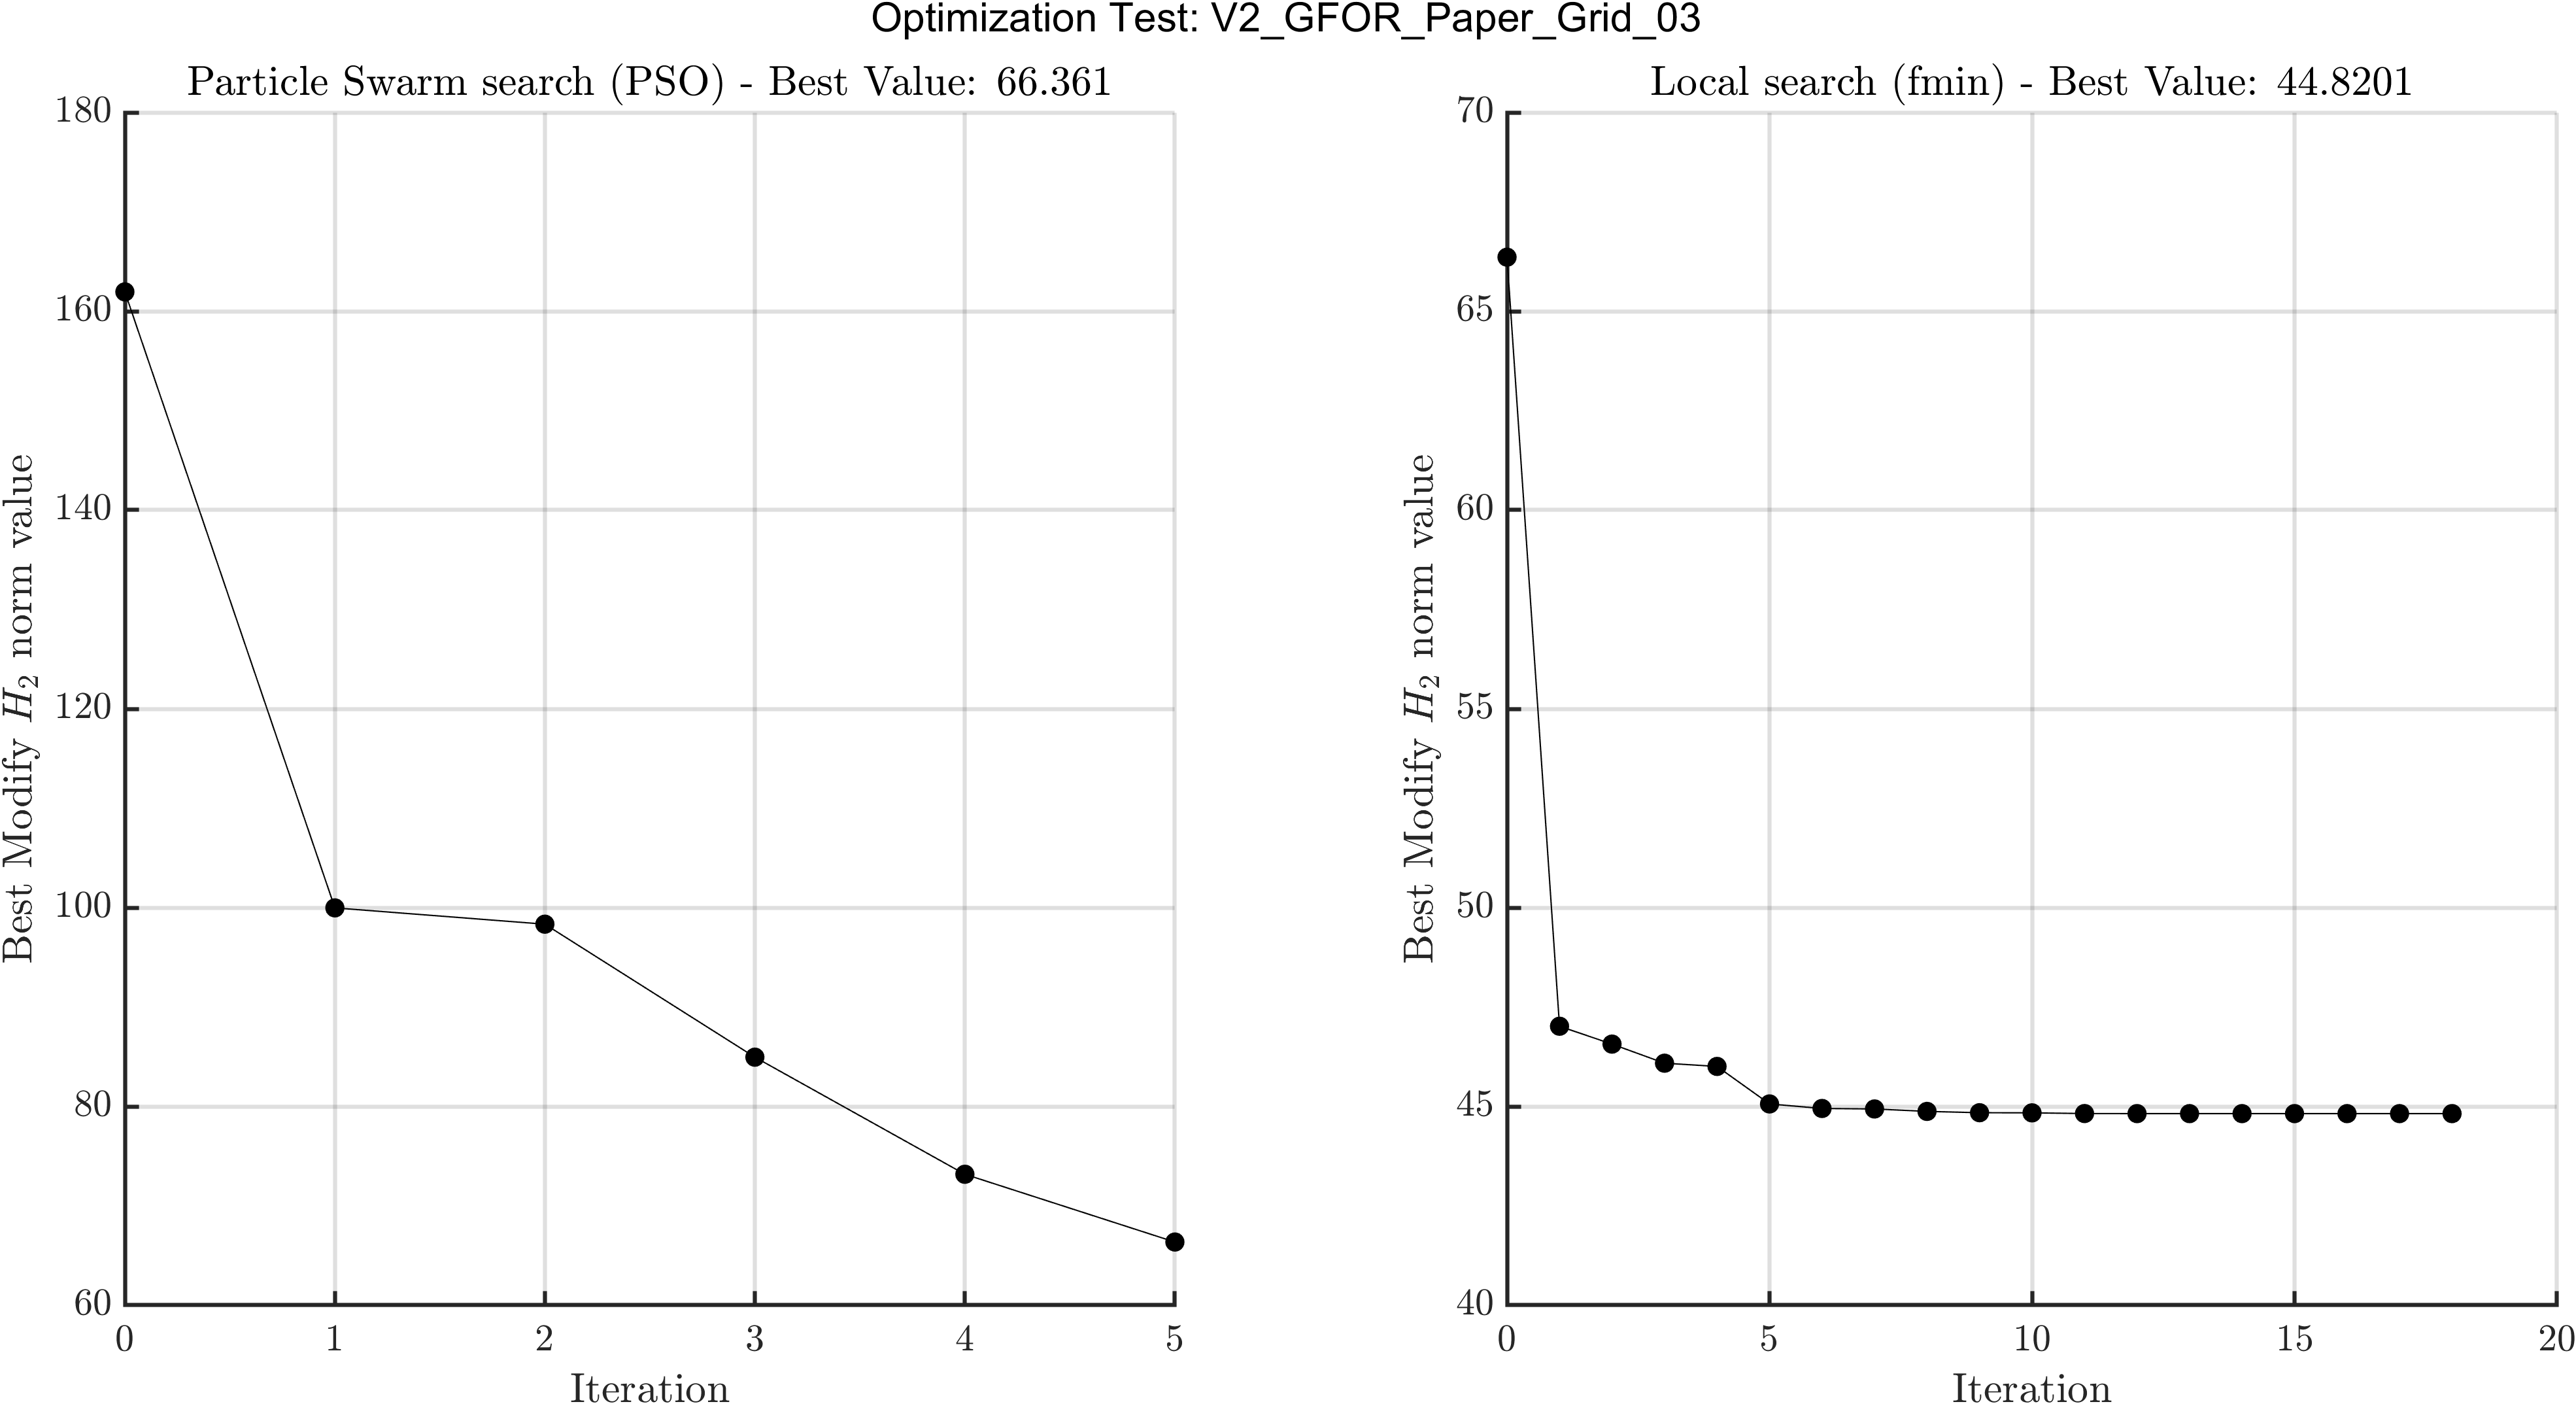 Optimization Test: V2_GFOR_Paper_Grid_03
Particle Swarm search (PSO) - Best Value: 66.361
180
160
140
120
100
80
60
Best Modify H₂ norm value
0 1 2 3 4 5
Iteration
Local search (fmin) - Best Value: 44.8201
70
65
60
55
50
45
40
Best Modify H₂ norm value
0 5 10 15 20
Iteration